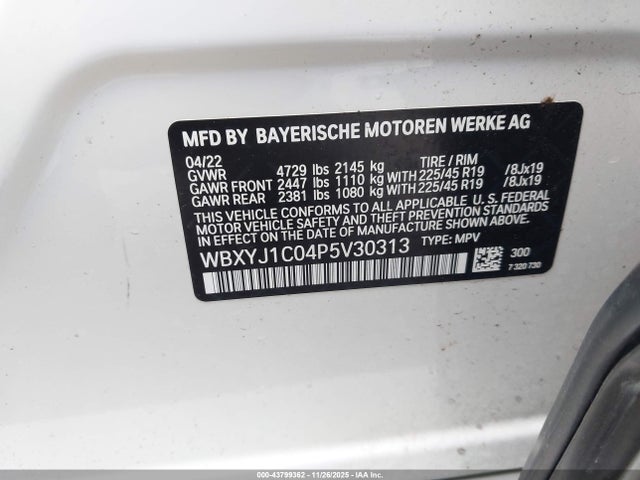 MFD BY BAYERISCHE MOTOREN WERKE AG
04/22
GVWR 4729 lbs 2145 kg TIRE / RIM
GAWR FRONT 2447 lbs 1110 kg WITH 225/45 R19 /8Jx19
GAWR REAR 2381 lbs 1080 kg WITH 225/45 R19 /8Jx19
THIS VEHICLE CONFORMS TO ALL APPLICABLE U. S. FEDERAL
MOTOR VEHICLE SAFETY, BUMPER, AND THEFT PREVENTION
STANDARDS IN EFFECT ON THE DATE OF MANUFACTURE SHOWN ABOVE.
WBXYJ1C04P5V30313 TYPE: MPV
300
7 320 730
000-43799362 - 11/26/2025 - IAA Inc.